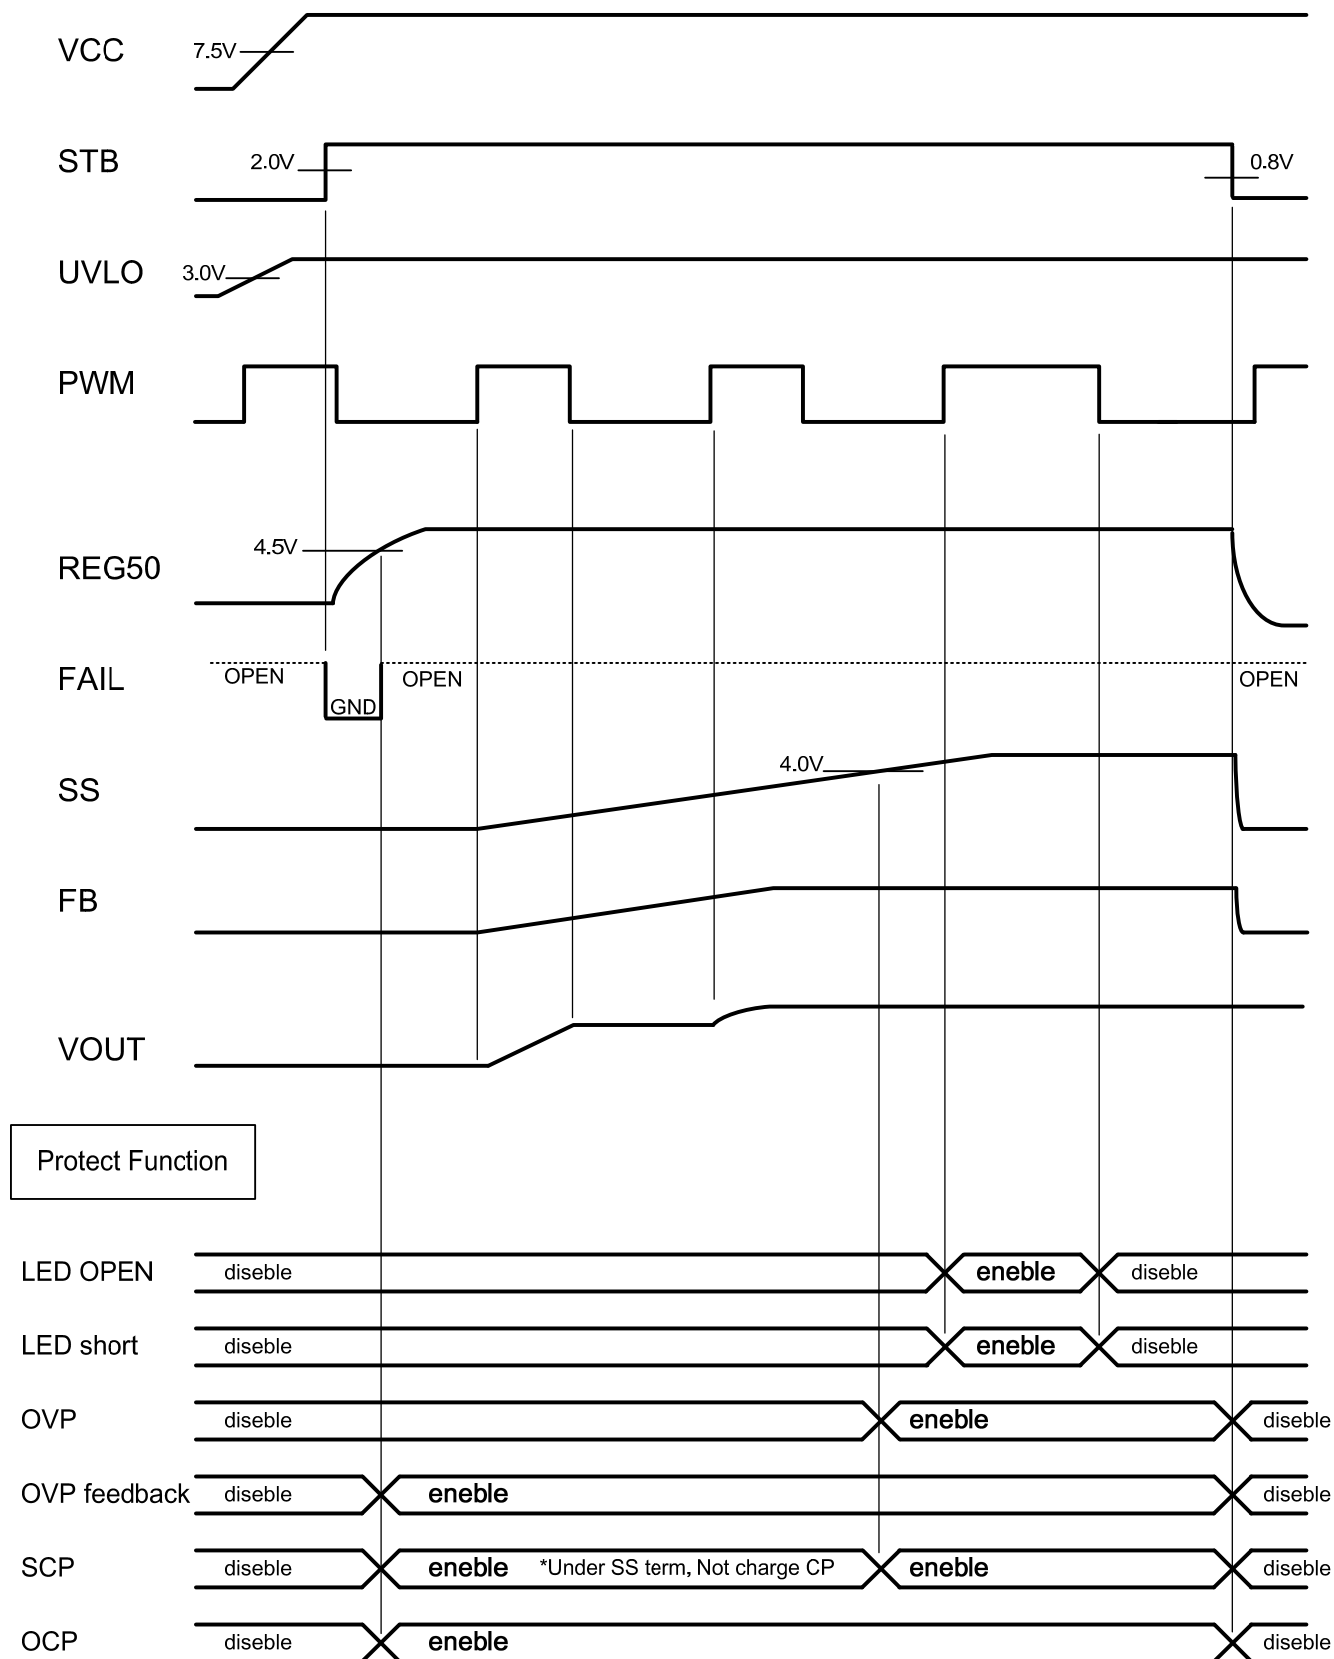 VCC 7.5V
STB 2.0V 0.8V
UVLO 3.0V
PWM
REG50 4.5V
FAIL OPEN GND OPEN OPEN
SS 4.0V
FB
VOUT
Protect Function
LED OPEN diseble eneble diseble
LED short diseble eneble diseble
OVP diseble eneble diseble
OVP feedback diseble eneble diseble
SCP diseble eneble *Under SS term, Not charge CP eneble diseble
OCP diseble eneble diseble